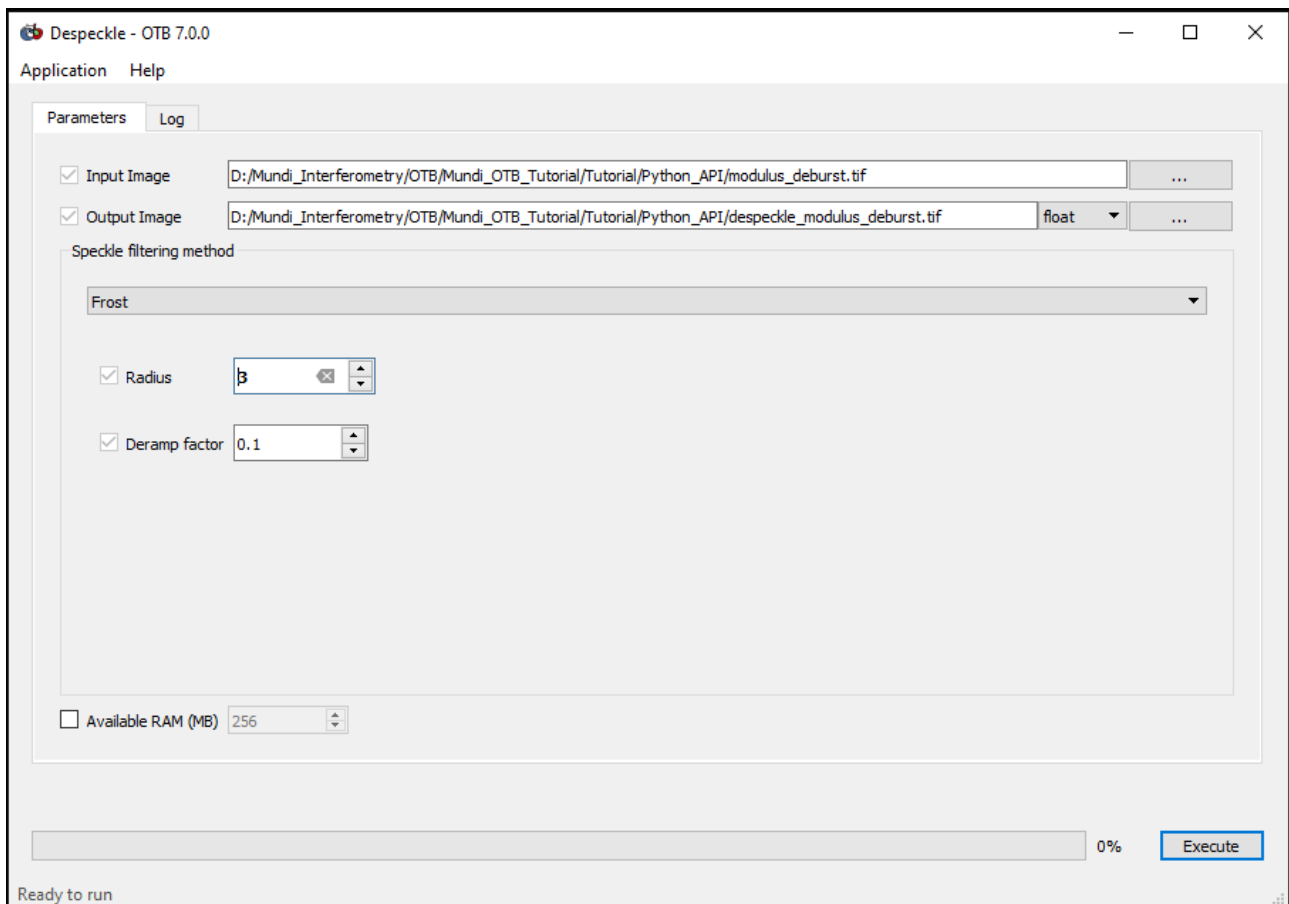 Despeckle - OTB 7.0.0
Application Help
Parameters Log
Input Image D:/Mundi_Interferometry/OTB/Mundi_OTB_Tutorial/Tutorial/Python_API/modulus_deburst.tif ...
Output Image D:/Mundi_Interferometry/OTB/Mundi_OTB_Tutorial/Tutorial/Python_API/despeckle_modulus_deburst.tif float ...
Speckle filtering method
Frost
Radius 3
Deramp factor 0.1
Available RAM (MB) 256
0% Execute
Ready to run